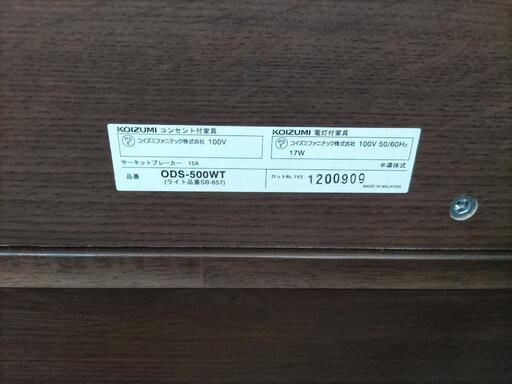 KOIZUMI コンセント付家具
コイズミファニテック株式会社 100V
サーキットブレーカー 15A
品番 ODS-500WT
(ライト品番SB-657)
KOIZUMI 電灯付家具
コイズミファニテック株式会社 100V 50/60Hz
17W
半導体式
ロットNo. TKS 1200909
MADE IN MALAYSIA